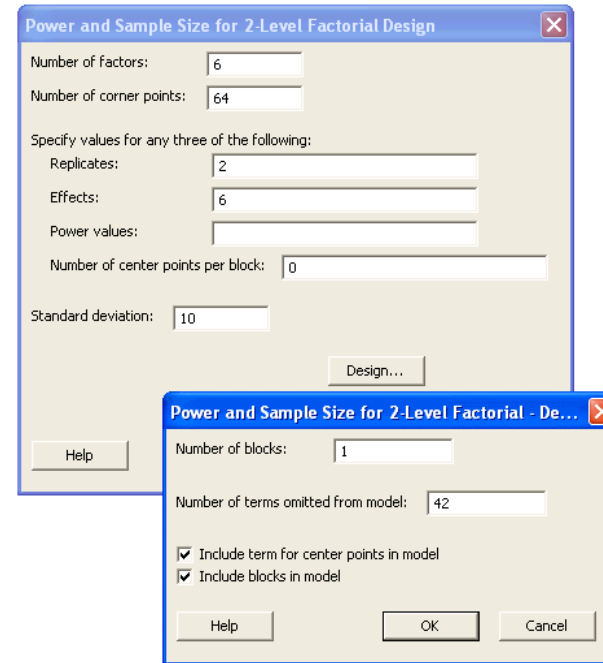 Power and Sample Size for 2-Level Factorial Design
Number of factors: 6
Number of corner points: 64
Specify values for any three of the following:
Replicates: 2
Effects: 6
Power values:
Number of center points per block: 0
Standard deviation: 10
Design...
Help
Power and Sample Size for 2-Level Factorial - De...
Number of blocks: 1
Number of terms omitted from model: 42
Include term for center points in model
Include blocks in model
Help OK Cancel